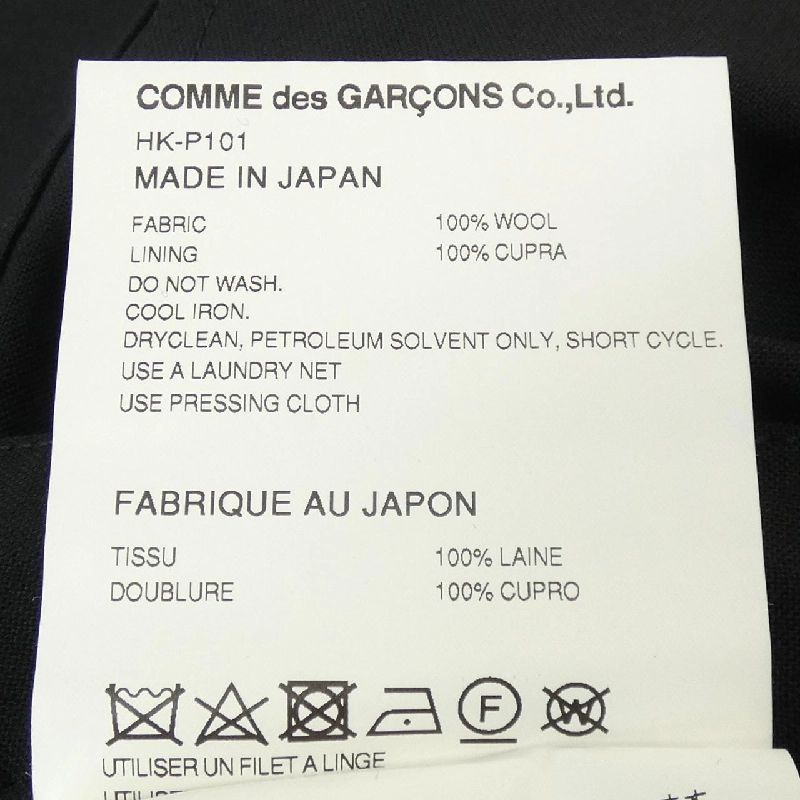 COMME des GARÇONS Co.,Ltd.
HK-P101
MADE IN JAPAN
FABRIC 100% WOOL
LINING 100% CUPRA
DO NOT WASH.
COOL IRON.
DRYCLEAN, PETROLEUM SOLVENT ONLY, SHORT CYCLE.
USE A LAUNDRY NET
USE PRESSING CLOTH
FABRIQUE AU JAPON
TISSU 100% LAINE
DOUBLURE 100% CUPRO
F W
UTILISER UN FILET A LINGE